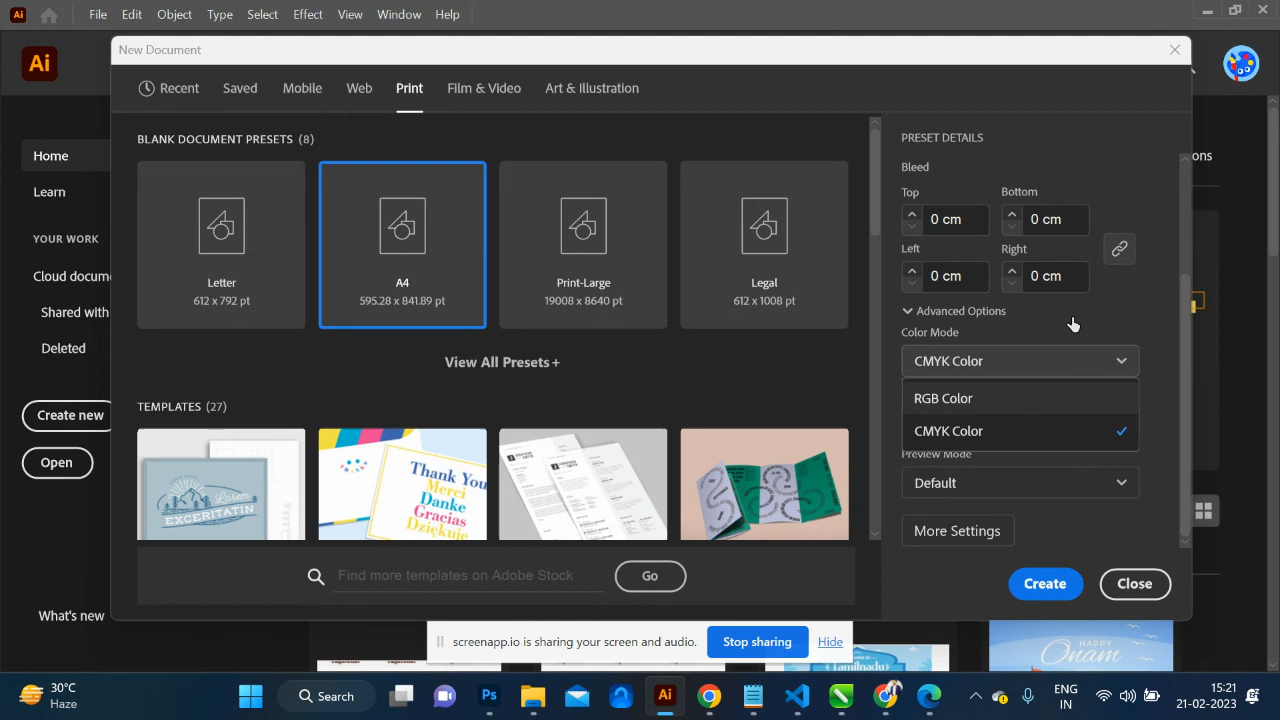 Ai File Edit Object Type Select Effect View Window Help
Ai
New Document
Recent Saved Mobile Web Print Film & Video Art & Illustration
BLANK DOCUMENT PRESETS (8)
Letter
612 x 792 pt
A4
595.28 x 841.89 pt
Print-Large
19008 x 8640 pt
Legal
612 x 1008 pt
View All Presets+
TEMPLATES (27)
Lorem
EXCERITATIN
Thank You
Merci
Danke
Gracias
Dziękuje
Find more templates on Adobe Stock
Go
PRESET DETAILS
Bleed
Top Bottom
0 cm 0 cm
Left Right
0 cm 0 cm
Advanced Options
Color Mode
CMYK Color
RGB Color
CMYK Color
Preview Mode
Default
More Settings
Create Close
Home
Learn
YOUR WORK
Cloud docum
Shared with
Deleted
Create new
Open
What's new
ons
screenapp.io is sharing your screen and audio. Stop sharing Hide
Tamilnadu
HAPPY
Onam
30°C
Haze
Search
Ps
Ai
ENG
IN
15:21
21-02-2023